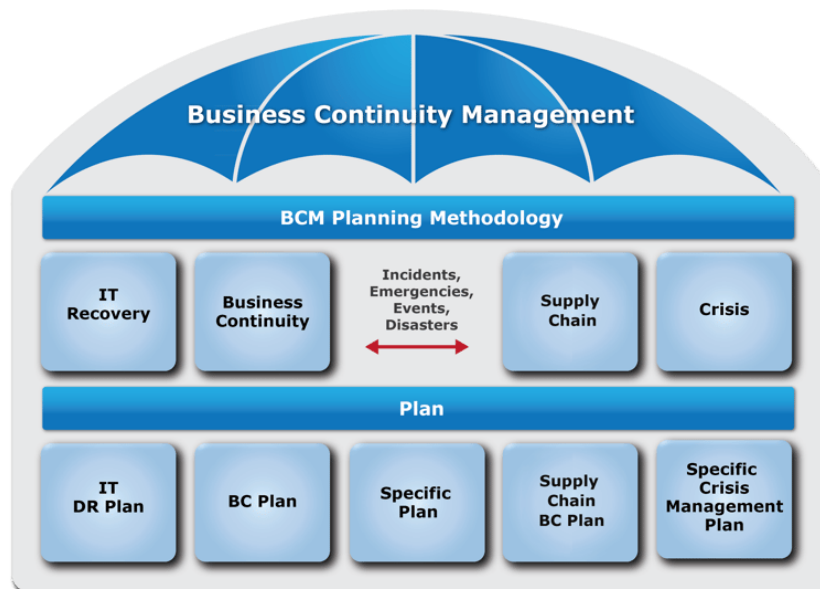 Business Continuity Management
BCM Planning Methodology
IT
Recovery
Business
Continuity
Incidents,
Emergencies,
Events,
Disasters
Supply
Chain
Crisis
Plan
IT
DR Plan
BC Plan
Specific
Plan
Supply
Chain
BC Plan
Specific
Crisis
Management
Plan